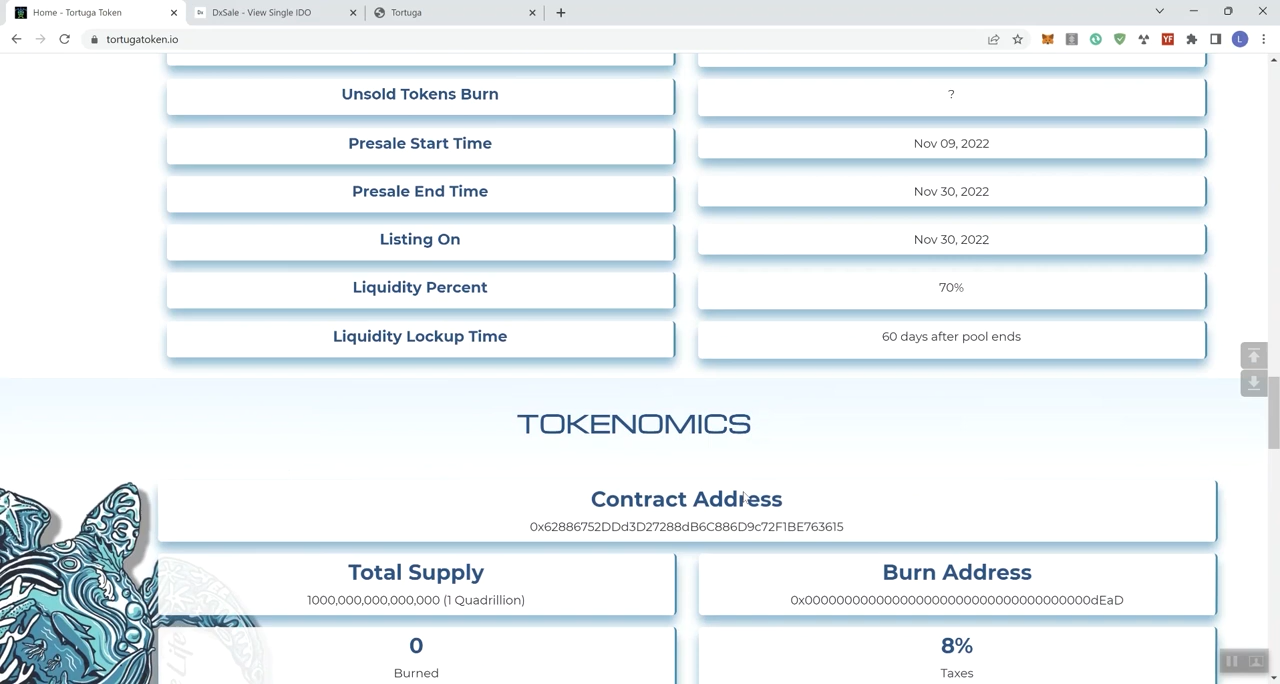 Home - Tortuga Token
DxSale - View Single IDO
Tortuga
tortugatoken.io
Unsold Tokens Burn
?
Presale Start Time
Nov 09, 2022
Presale End Time
Nov 30, 2022
Listing On
Nov 30, 2022
Liquidity Percent
70%
Liquidity Lockup Time
60 days after pool ends
TOKENOMICS
Contract Address
0x62886752DDd3D27288dB6C886D9c72F1BE763615
Total Supply
1000,000,000,000,000 (1 Quadrillion)
Burn Address
0x000000000000000000000000000000000000dEaD
0
Burned
8%
Taxes
Life
YF
L
Dx